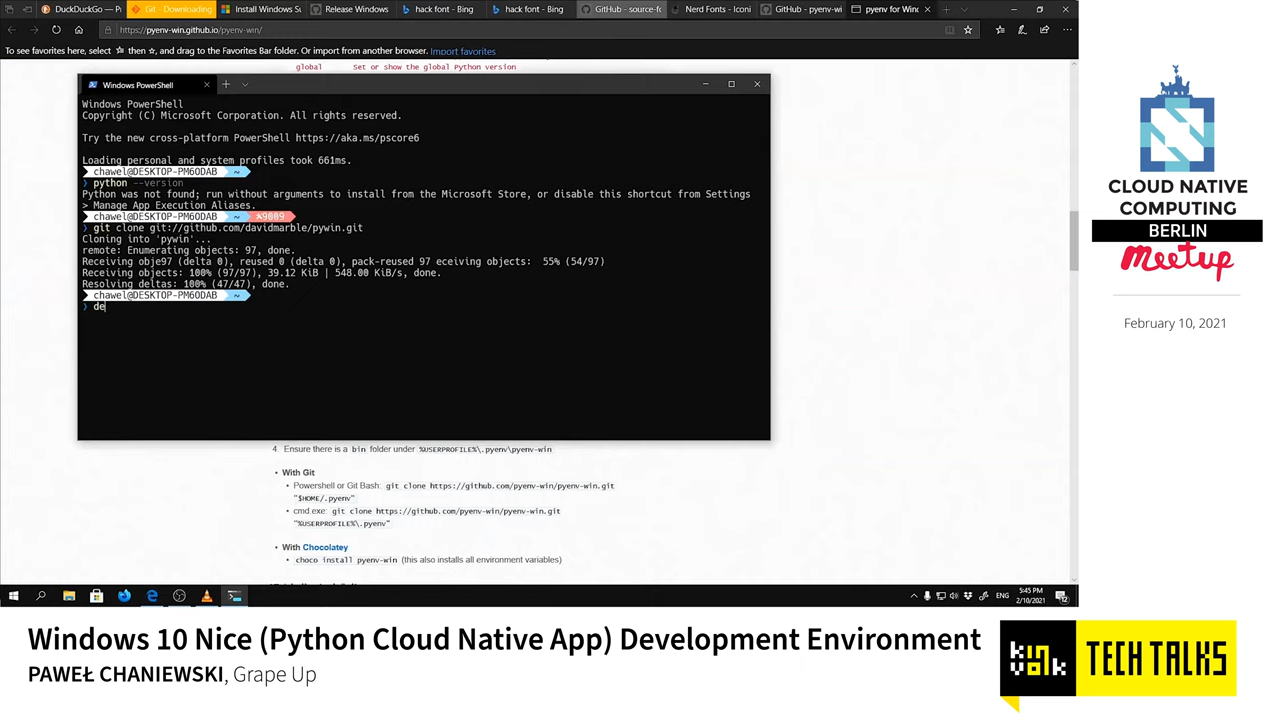 DuckDuckGo — P
Git - Downloading
Install Windows Su
Release Windows
hack font - Bing
hack font - Bing
GitHub - source-fo
Nerd Fonts - Iconi
GitHub - pyenv-wi
pyenv for Wind
https://pyenv-win.github.io/pyenv-win/
To see favorites here, select ☆ then ☆, and drag to the Favorites Bar folder. Or import from another browser. Import favorites
global Set or show the global Python version
Windows PowerShell
Windows PowerShell
Copyright (C) Microsoft Corporation. All rights reserved.
Try the new cross-platform PowerShell https://aka.ms/pscore6
Loading personal and system profiles took 661ms.
chawel@DESKTOP-PM6ODAB ~
❯ python --version
Python was not found; run without arguments to install from the Microsoft Store, or disable this shortcut from Settings
> Manage App Execution Aliases.
chawel@DESKTOP-PM6ODAB ~ ✘9009
❯ git clone git://github.com/davidmarble/pywin.git
Cloning into 'pywin'...
remote: Enumerating objects: 97, done.
Receiving obje97 (delta 0), reused 0 (delta 0), pack-reused 97 eceiving objects: 55% (54/97)
Receiving objects: 100% (97/97), 39.12 KiB | 548.00 KiB/s, done.
Resolving deltas: 100% (47/47), done.
chawel@DESKTOP-PM6ODAB ~
❯ de
4. Ensure there is a bin folder under %USERPROFILE%\.pyenv\pyenv-win
• With Git
• Powershell or Git Bash: git clone https://github.com/pyenv-win/pyenv-win.git
"$HOME/.pyenv"
• cmd.exe: git clone https://github.com/pyenv-win/pyenv-win.git
"%USERPROFILE%\.pyenv"
• With Chocolatey
• choco install pyenv-win (this also installs all environment variables)
ENG
5:45 PM
2/10/2021
12
CLOUD NATIVE
COMPUTING
BERLIN
Meetup
February 10, 2021
Windows 10 Nice (Python Cloud Native App) Development Environment
PAWEŁ CHANIEWSKI, Grape Up
kinvolk
TECH TALKS